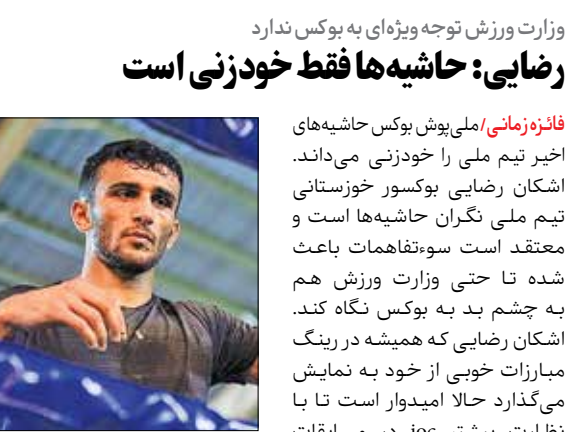 وزارت ورزش توجه ویژه‌ای به بوکس ندارد
رضایی: حاشیه‌ها فقط خودزنی است
فائزه زمانی/ملی‌پوش بوکس حاشیه‌های
اخیر تیم ملی را خودزنی می‌داند.
اشکان رضایی بوکسور خوزستانی
تیم ملی نگران حاشیه‌ها است و
معتقد است سوءتفاهمات باعث
شده تا حتی وزارت ورزش هم
به چشم بد به بوکس نگاه کند.
اشکان رضایی که همیشه در رینگ
مبارزات خوبی از خود به نمایش
می‌گذارد حالا امیدوار است تا با